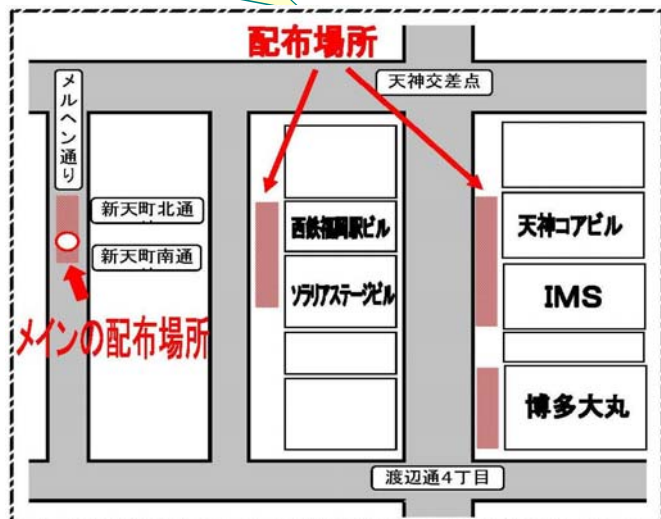 配布場所
天神交差点
メルヘン通り
新天町北通
新天町南通
メインの配布場所
西鉄福岡駅ビル
ソラリアステージビル
天神コアビル
IMS
博多大丸
渡辺通4丁目